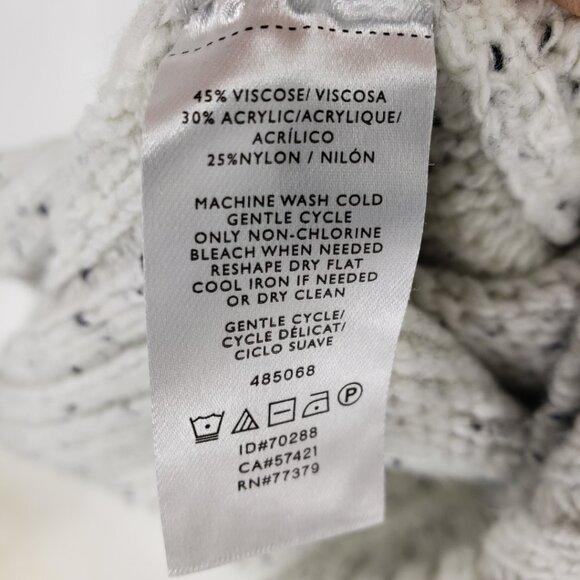 45% VISCOSE/ VISCOSA
30% ACRYLIC/ACRYLIQUE/
ACRÍLICO
25%NYLON / NILÓN
MACHINE WASH COLD
GENTLE CYCLE
ONLY NON-CHLORINE
BLEACH WHEN NEEDED
RESHAPE DRY FLAT
COOL IRON IF NEEDED
OR DRY CLEAN
GENTLE CYCLE/
CYCLE DÉLICAT/
CICLO SUAVE
485068
P
ID#70288
CA#57421
RN#77379